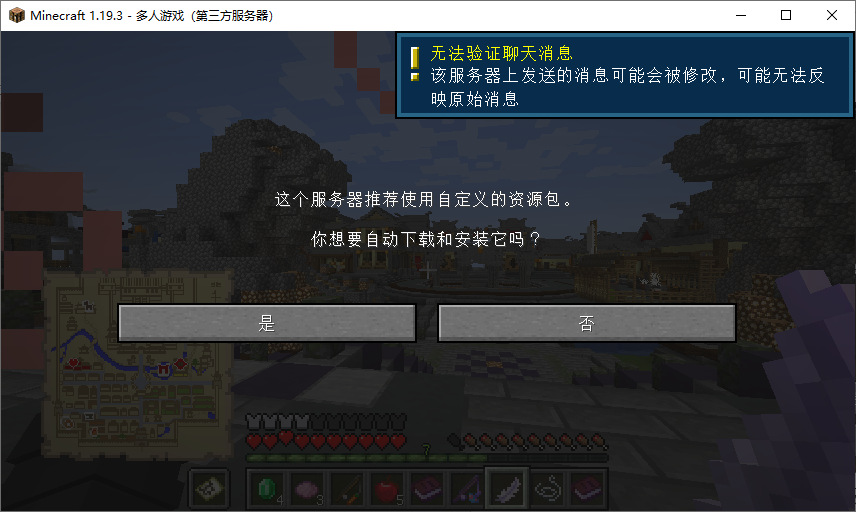 Minecraft 1.19.3 - 多人游戏（第三方服务器）
无法验证聊天消息
该服务器上发送的消息可能会被修改，可能无法反
映原始消息
这个服务器推荐使用自定义的资源包。
你想要自动下载和安装它吗？
是
否
7
4
3
5